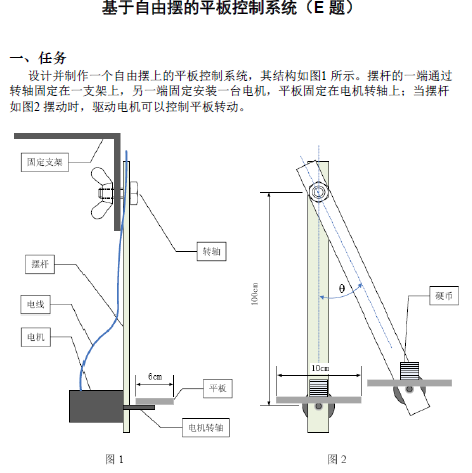 基于自由摆的平板控制系统（E 题）
一、任务
设计并制作一个自由摆上的平板控制系统，其结构如图1 所示。摆杆的一端通过
转轴固定在一支架上，另一端固定安装一台电机，平板固定在电机转轴上；当摆杆
如图2 摆动时，驱动电机可以控制平板转动。
固定支架
转轴
摆杆
电线
电机
6cm
平板
电机转轴
图 1
100cm
θ
硬币
10cm
图 2